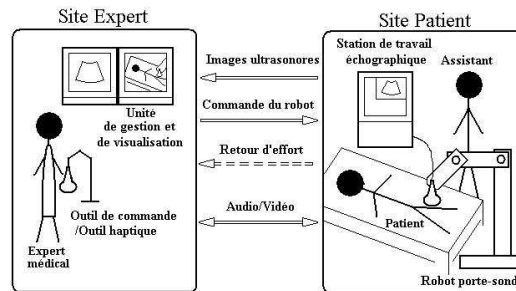 Site Expert
Site Patient
Unité
de gestion et
de visualisation
Outil de commande
/Outil haptique
Expert
médical
Images ultrasonores
Commande du robot
Retour d'effort
Audio/Vidéo
Station de travail
échographique
Assistant
Patient
Robot porte-sond